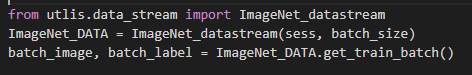 from utlis.data_stream import ImageNet_datastream
ImageNet_DATA = ImageNet_datastream(sess, batch_size)
batch_image, batch_label = ImageNet_DATA.get_train_batch()